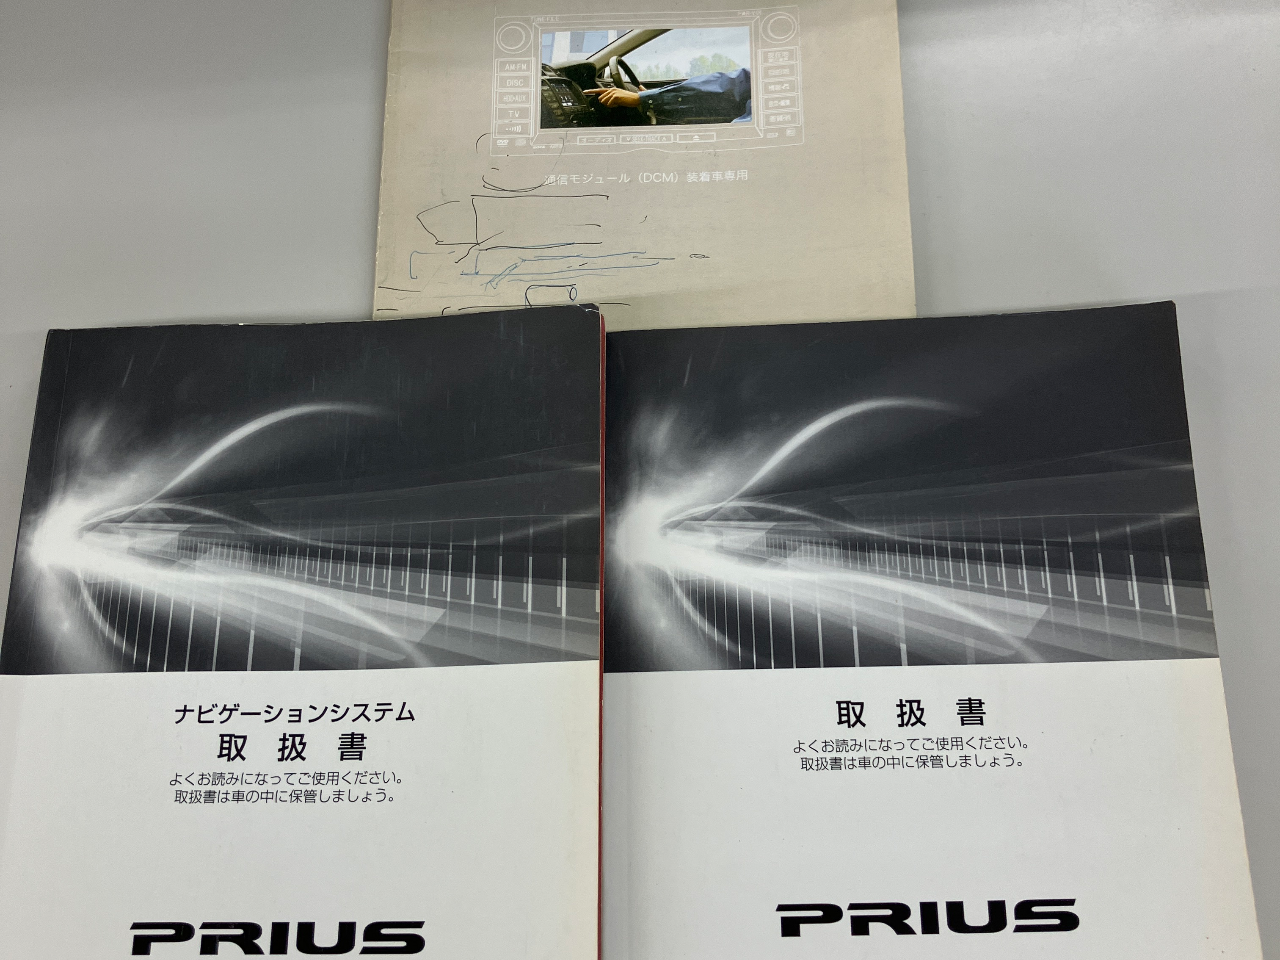 AM•FM
DISC
TV
通信モジュール（DCM）装着車専用
ナビゲーションシステム
取扱書
よくお読みになってご使用ください。
取扱書は車の中に保管しましょう。
PRIUS
取扱書
よくお読みになってご使用ください。
取扱書は車の中に保管しましょう。
PRIUS